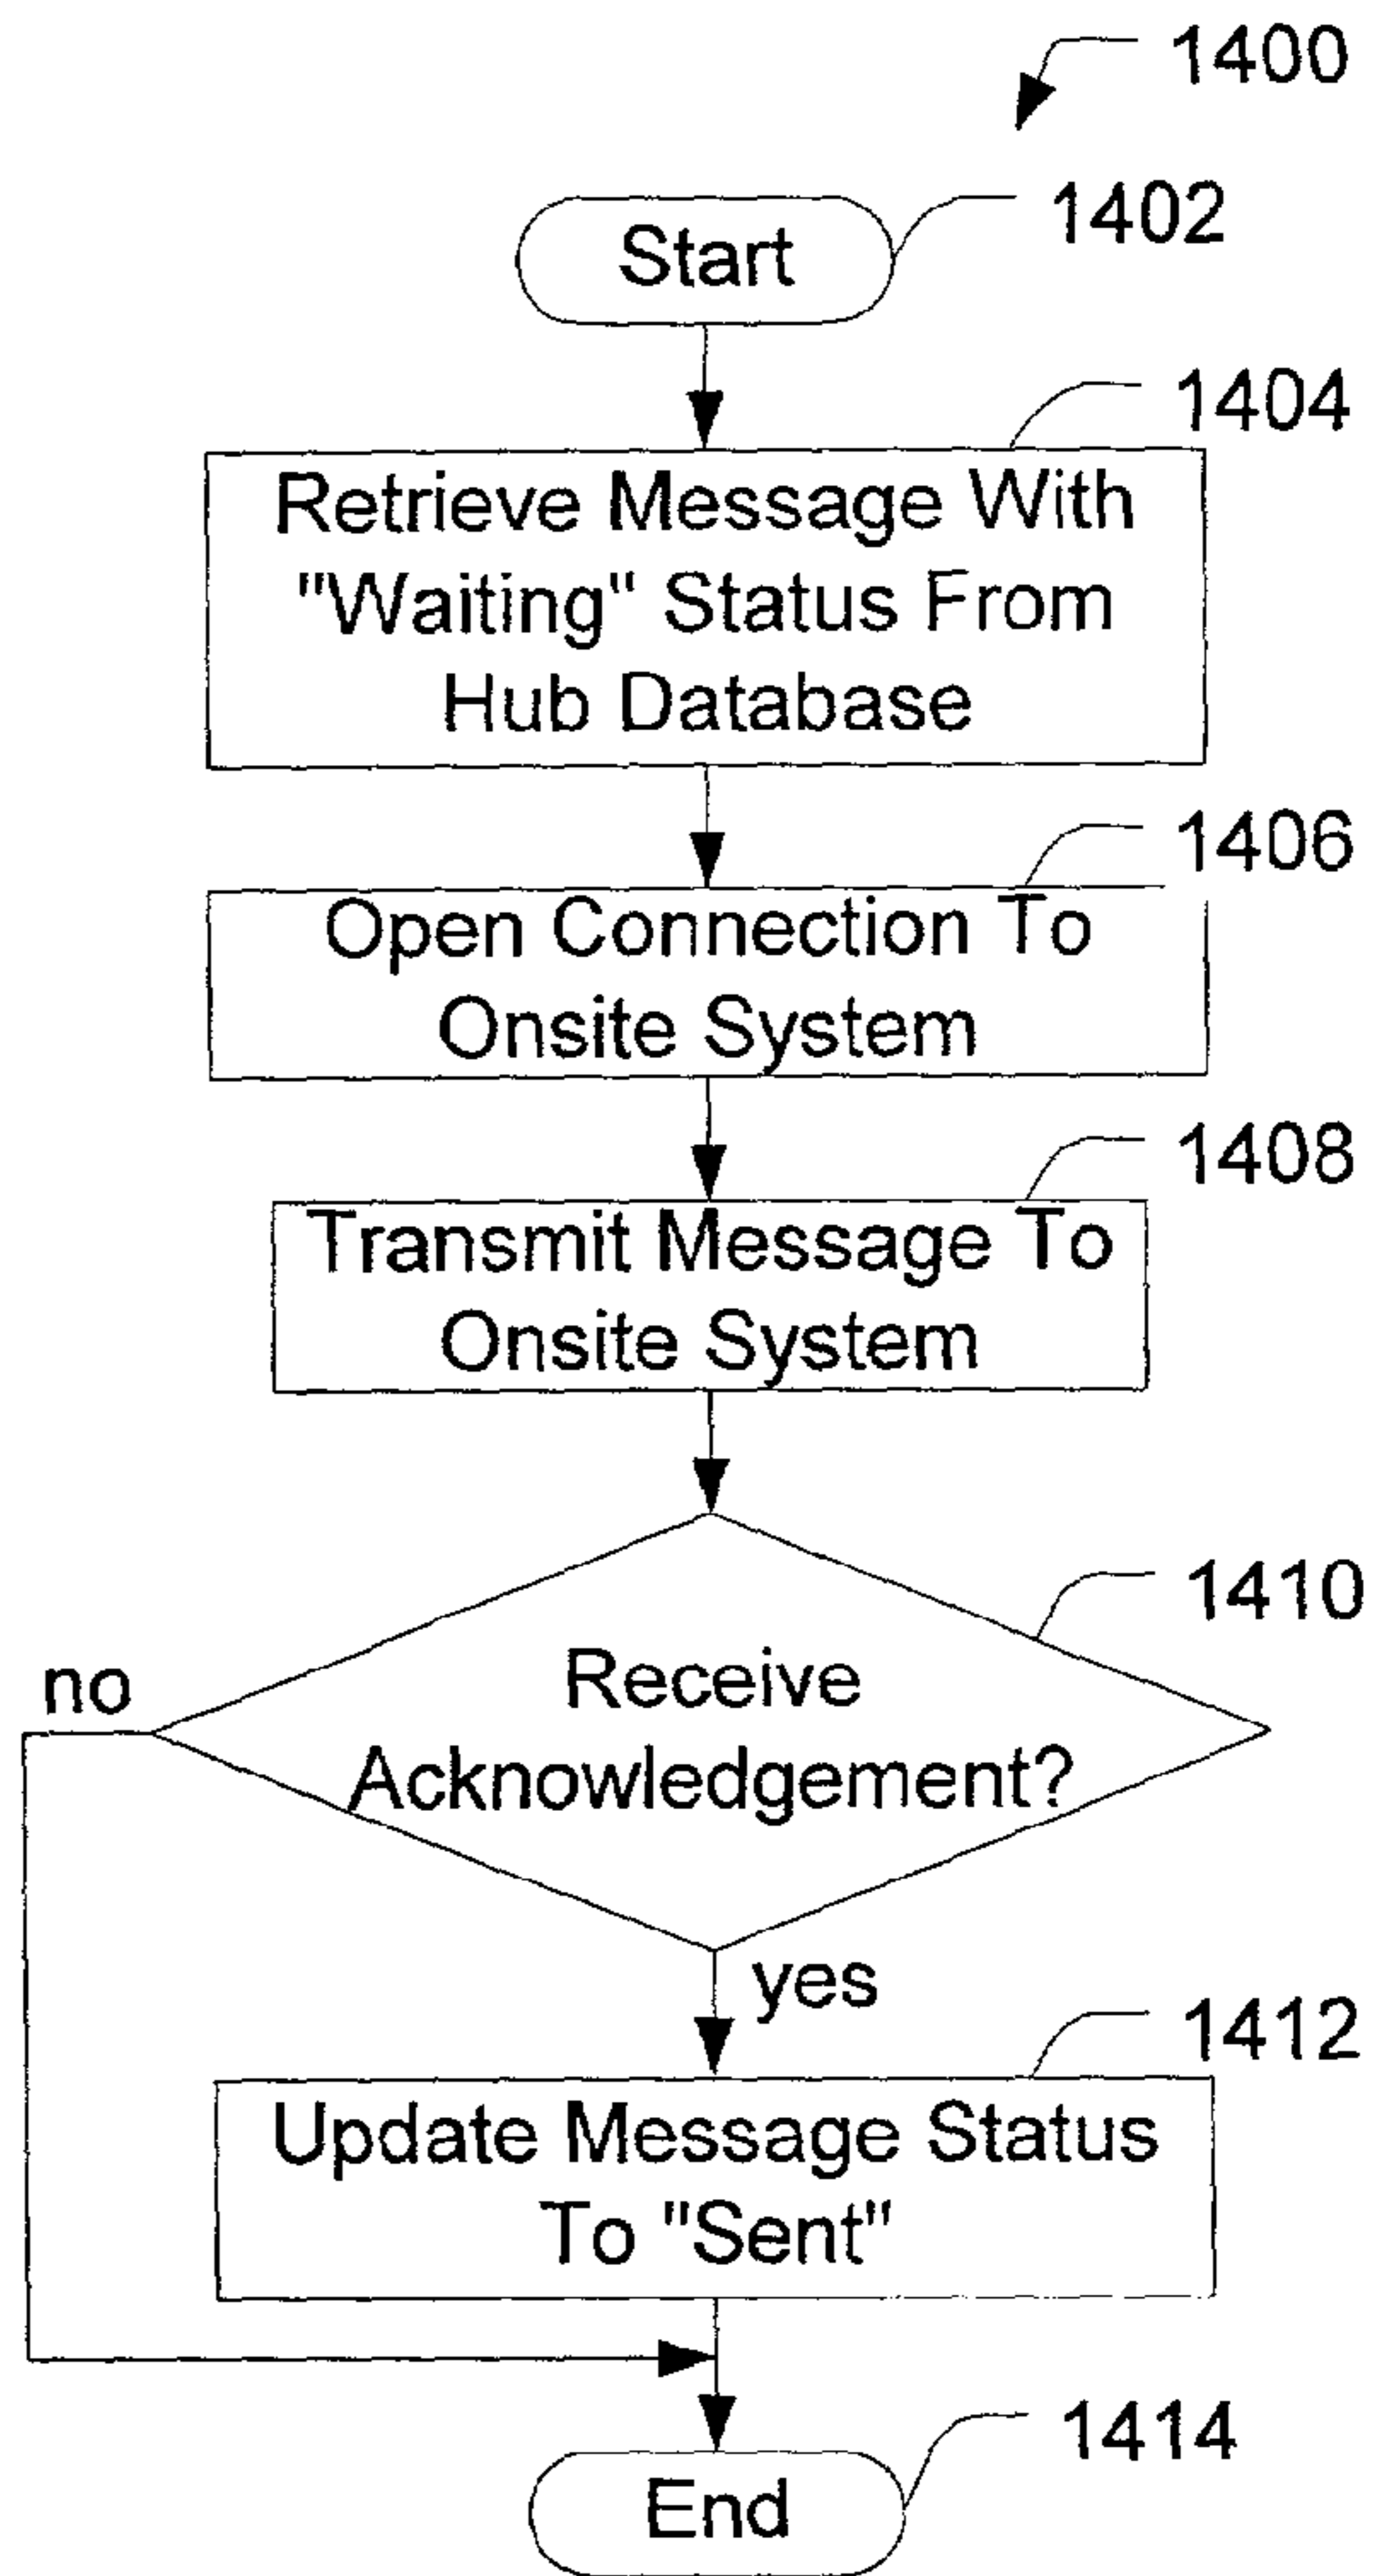 1400
1402
Start
1404
Retrieve Message With
"Waiting" Status From
Hub Database
1406
Open Connection To
Onsite System
1408
Transmit Message To
Onsite System
1410
no
Receive
Acknowledgement?
yes
1412
Update Message Status
To "Sent"
1414
End